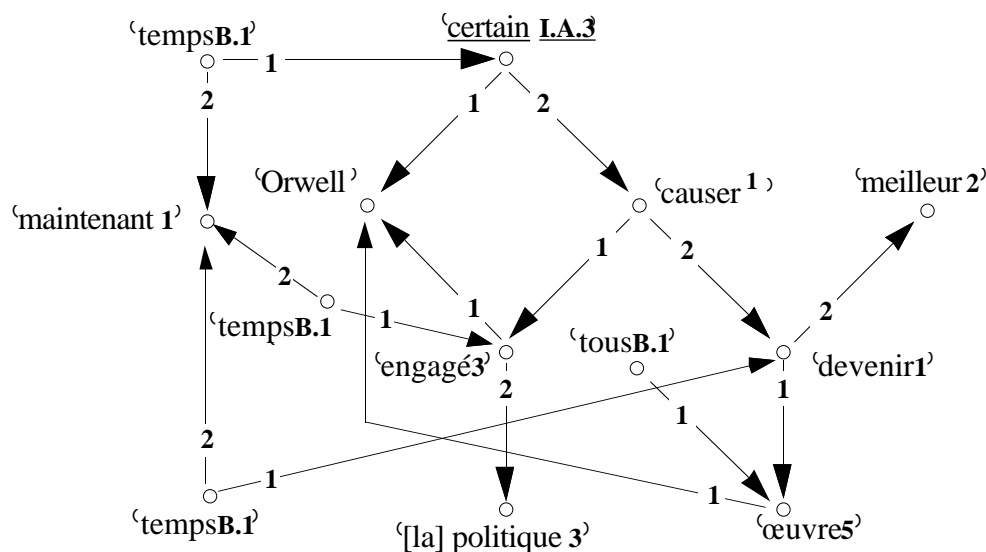 ‘tempsB.1’
‘certain I.A.3’
1
2
1
2
‘Orwell’
‘causer 1’
‘meilleur 2’
‘maintenant 1’
2
1
2
2
1
1
‘tempsB.1’
‘engagé3’
‘tousB.1’
‘devenir1’
2
1
1
2
1
1
‘tempsB.1’
‘[la] politique 3’
‘œuvre5’